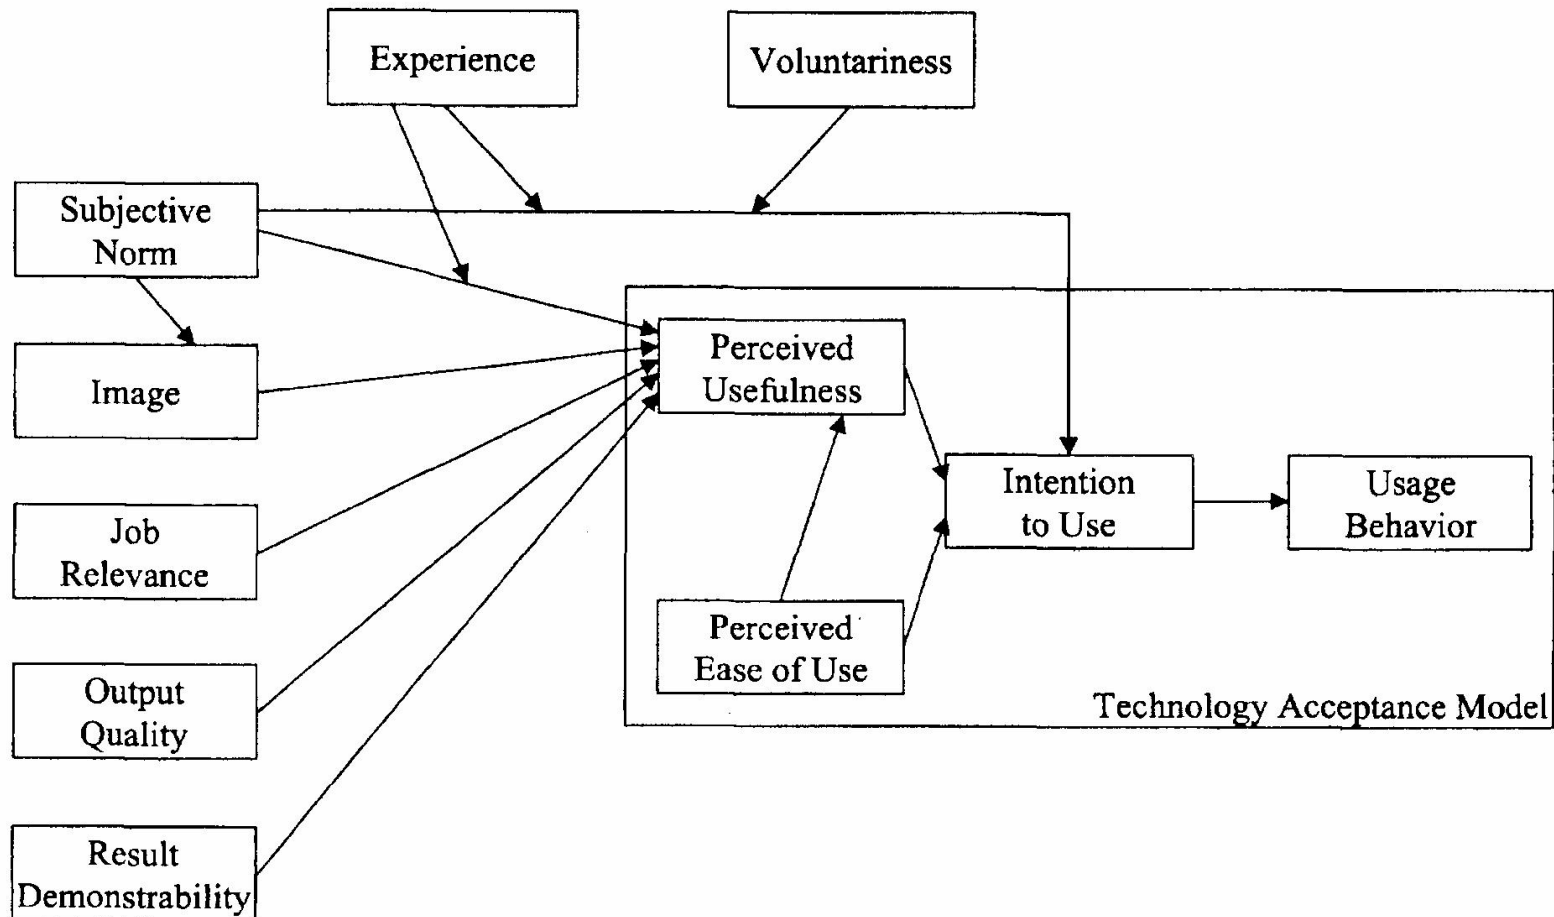 Experience
Voluntariness
Subjective
Norm
Image
Job
Relevance
Output
Quality
Result
Demonstrability
Perceived
Usefulness
Perceived
Ease of Use
Intention
to Use
Usage
Behavior
Technology Acceptance Model